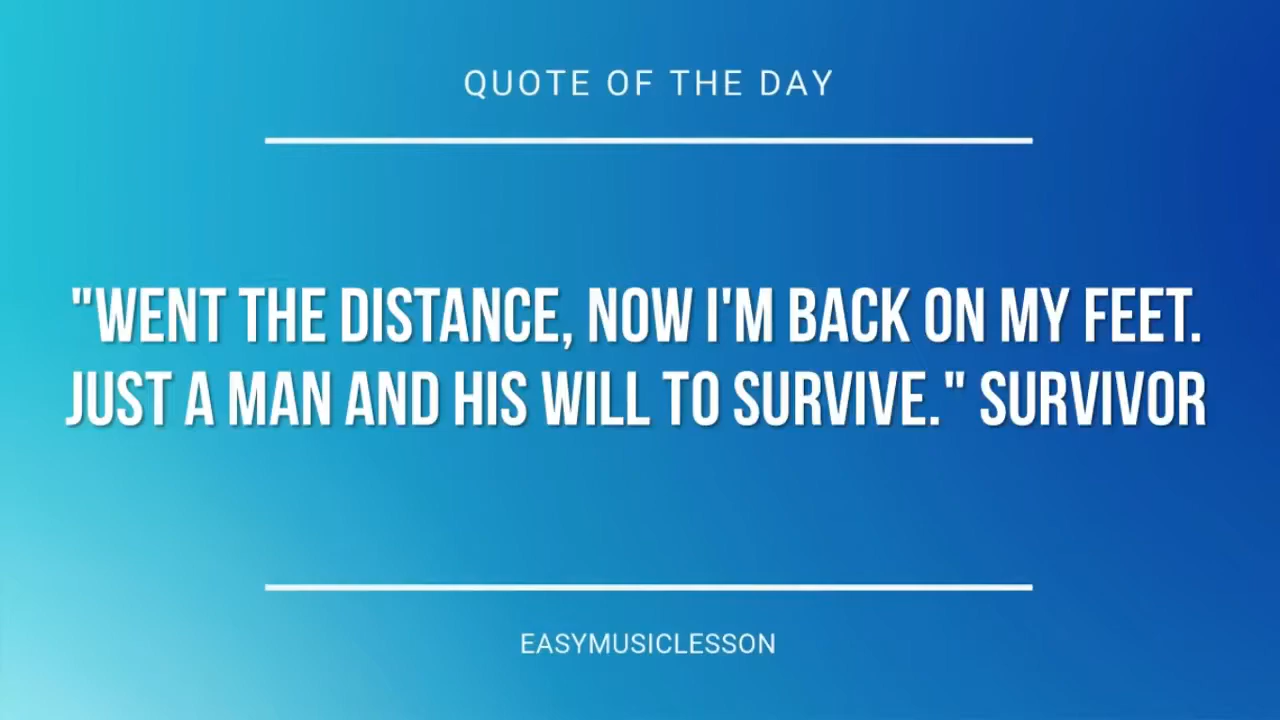 QUOTE OF THE DAY
"WENT THE DISTANCE, NOW I'M BACK ON MY FEET.
JUST A MAN AND HIS WILL TO SURVIVE." SURVIVOR
EASYMUSICLESSON